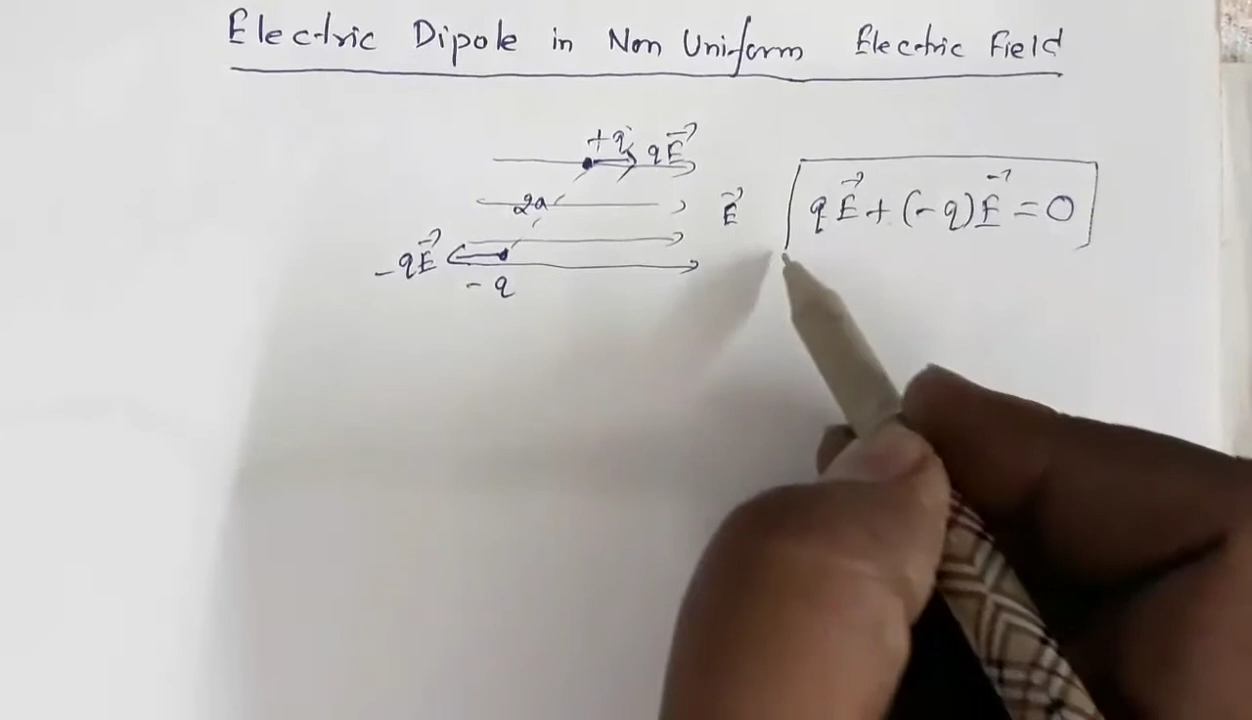 Electric Dipole in Non Uniform Electric Field
+q qE⃗
2a E⃗ qE⃗ + (-q)E⃗ = 0
-qE⃗
-q